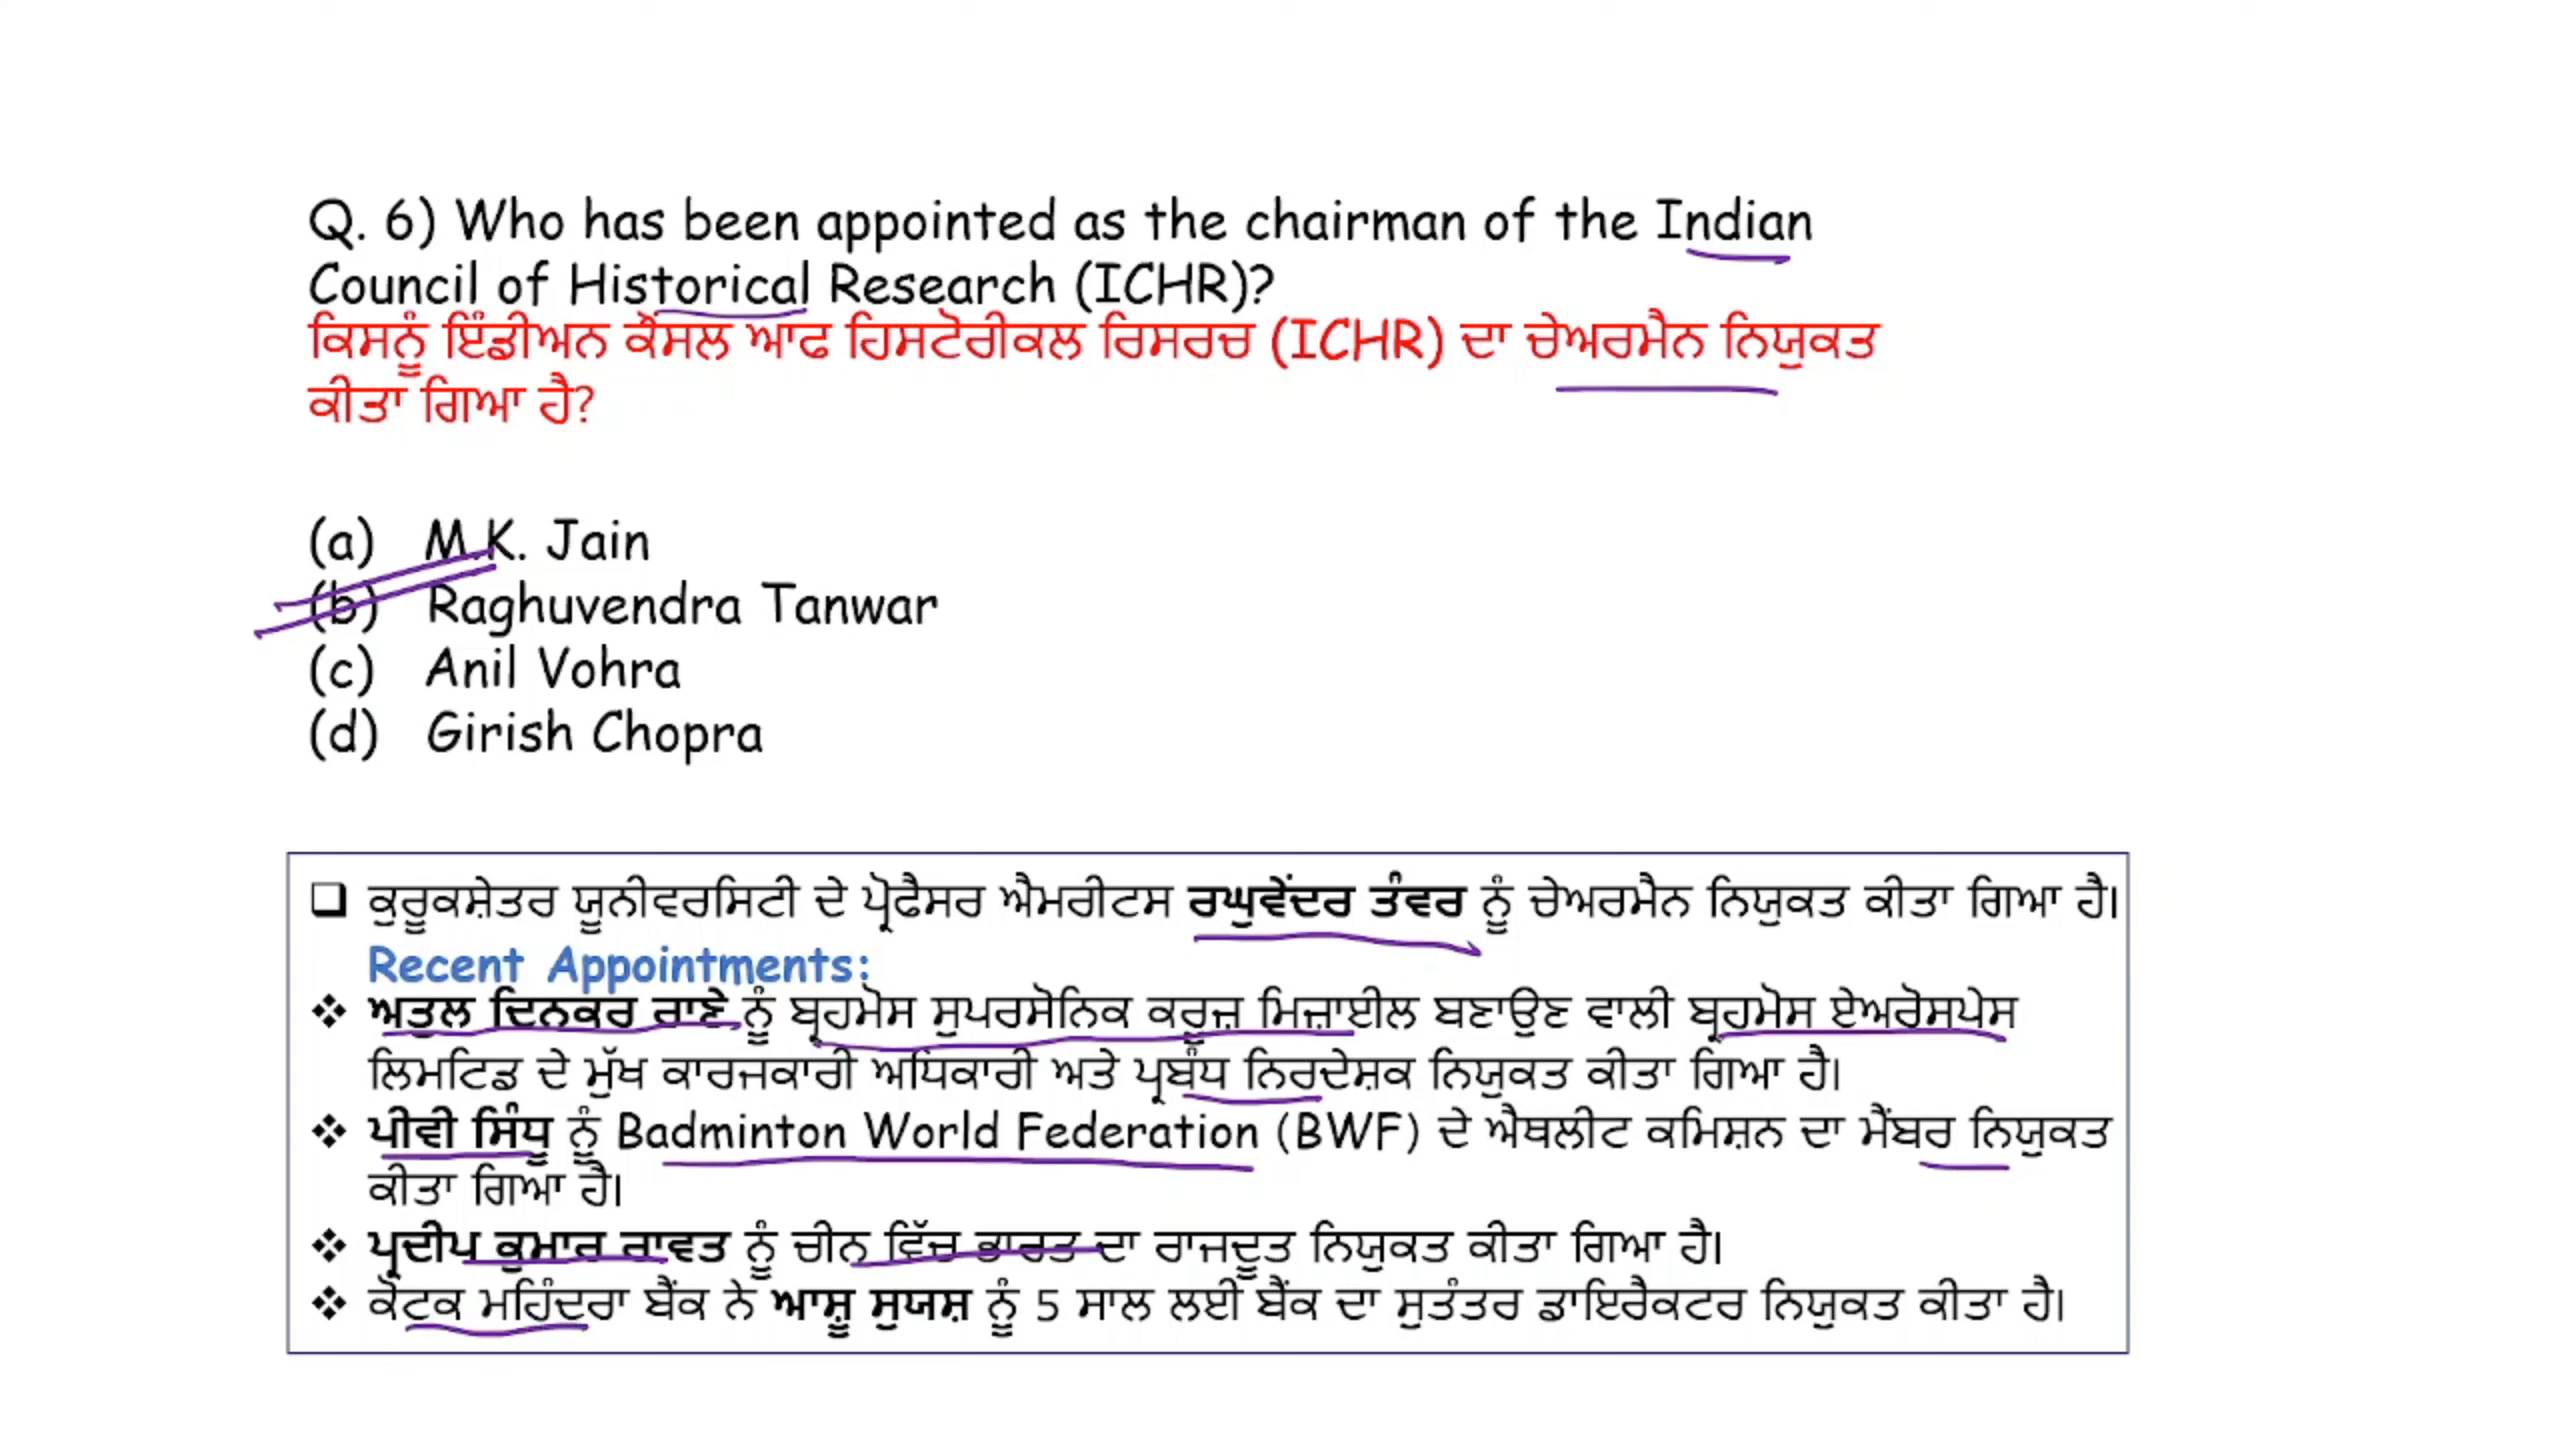 Q. 6) Who has been appointed as the chairman of the Indian
Council of Historical Research (ICHR)?
ਕਿਸਨੂੰ ਇੰਡੀਅਨ ਕੌਂਸਲ ਆਫ ਹਿਸਟੋਰੀਕਲ ਰਿਸਰਚ (ICHR) ਦਾ ਚੇਅਰਮੈਨ ਨਿਯੁਕਤ
ਕੀਤਾ ਗਿਆ ਹੈ?
(a) M.K. Jain
(b) Raghuvendra Tanwar
(c) Anil Vohra
(d) Girish Chopra
❑ ਕੁਰੂਕਸ਼ੇਤਰ ਯੂਨੀਵਰਸਿਟੀ ਦੇ ਪ੍ਰੋਫੈਸਰ ਐਮਰੀਟਸ ਰਘੁਵੇਂਦਰ ਤੰਵਰ ਨੂੰ ਚੇਅਰਮੈਨ ਨਿਯੁਕਤ ਕੀਤਾ ਗਿਆ ਹੈ।
Recent Appointments:
❖ ਅਤੁਲ ਦਿਨਕਰ ਰਾਣੇ ਨੂੰ ਬ੍ਰਹਮੋਸ ਸੁਪਰਸੋਨਿਕ ਕਰੂਜ਼ ਮਿਜ਼ਾਈਲ ਬਣਾਉਣ ਵਾਲੀ ਬ੍ਰਹਮੋਸ ਏਅਰੋਸਪੇਸ
ਲਿਮਟਿਡ ਦੇ ਮੁੱਖ ਕਾਰਜਕਾਰੀ ਅਧਿਕਾਰੀ ਅਤੇ ਪ੍ਰਬੰਧ ਨਿਰਦੇਸ਼ਕ ਨਿਯੁਕਤ ਕੀਤਾ ਗਿਆ ਹੈ।
❖ ਪੀਵੀ ਸਿੰਧੂ ਨੂੰ Badminton World Federation (BWF) ਦੇ ਐਥਲੀਟ ਕਮਿਸ਼ਨ ਦਾ ਮੈਂਬਰ ਨਿਯੁਕਤ
ਕੀਤਾ ਗਿਆ ਹੈ।
❖ ਪ੍ਰਦੀਪ ਕੁਮਾਰ ਰਾਵਤ ਨੂੰ ਚੀਨ ਵਿੱਚ ਭਾਰਤ ਦਾ ਰਾਜਦੂਤ ਨਿਯੁਕਤ ਕੀਤਾ ਗਿਆ ਹੈ।
❖ ਕੋਟਕ ਮਹਿੰਦਰਾ ਬੈਂਕ ਨੇ ਆਸ਼ੂ ਸੁਯਸ਼ ਨੂੰ 5 ਸਾਲ ਲਈ ਬੈਂਕ ਦਾ ਸੁਤੰਤਰ ਡਾਇਰੈਕਟਰ ਨਿਯੁਕਤ ਕੀਤਾ ਹੈ।